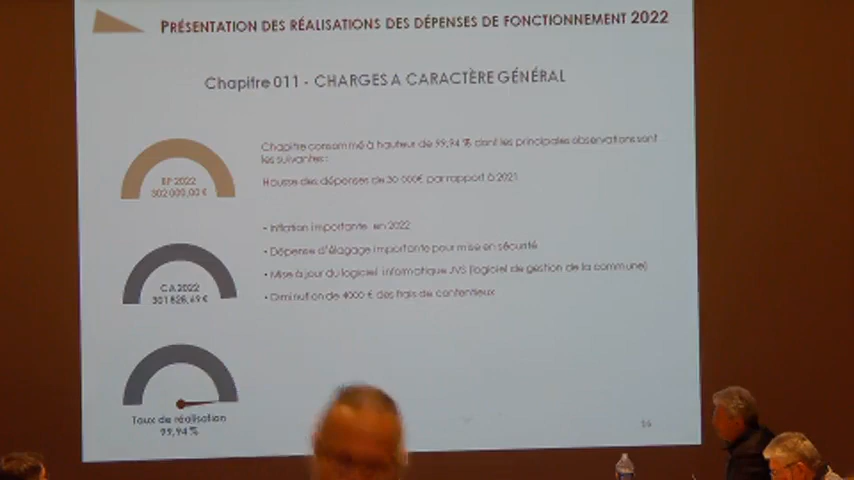 PRÉSENTATION DES RÉALISATIONS DES DÉPENSES DE FONCTIONNEMENT 2022
Chapitre 011 - CHARGES A CARACTÈRE GÉNÉRAL
Chapitre consommé à hauteur de 99,94 % dont les principales observations sont
les suivantes :
Hausse des dépenses de 30 000€ par rapport à 2021
BP 2022
302 000,00 €
• Inflation importante en 2022
• Dépense d'élagage importante pour mise en sécurité
• Mise à jour du logiciel informatique JVS (logiciel de gestion de la commune)
• Diminution de 4000 € des frais de contentieux
CA 2022
301 828,69 €
Taux de réalisation
99,94 %